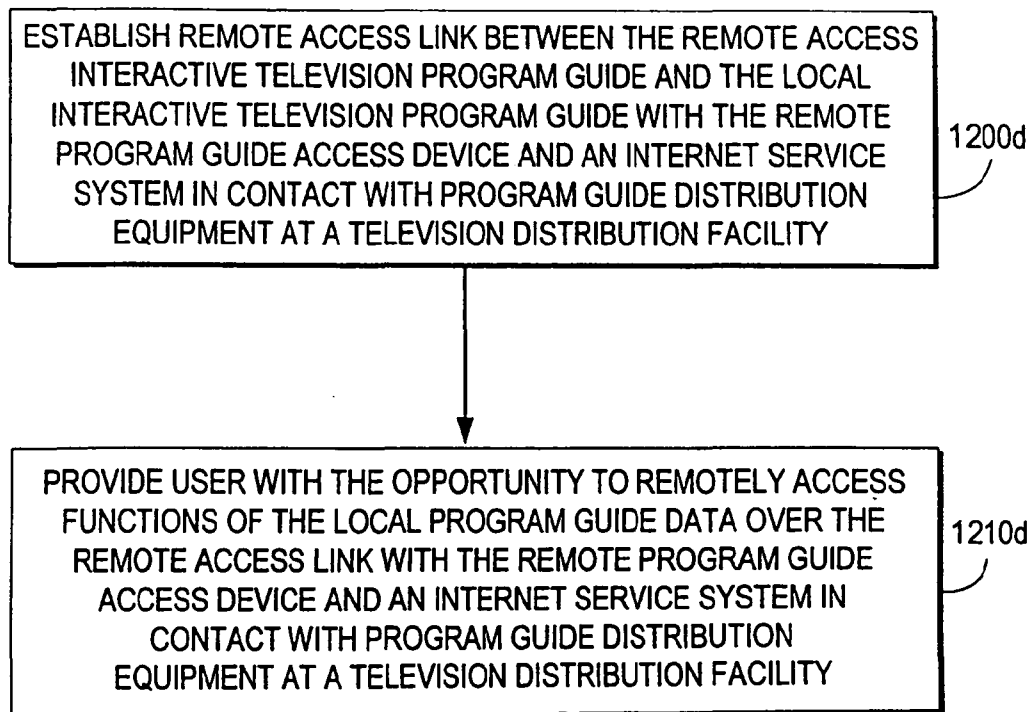 ESTABLISH REMOTE ACCESS LINK BETWEEN THE REMOTE ACCESS
INTERACTIVE TELEVISION PROGRAM GUIDE AND THE LOCAL
INTERACTIVE TELEVISION PROGRAM GUIDE WITH THE REMOTE
PROGRAM GUIDE ACCESS DEVICE AND AN INTERNET SERVICE
SYSTEM IN CONTACT WITH PROGRAM GUIDE DISTRIBUTION
EQUIPMENT AT A TELEVISION DISTRIBUTION FACILITY
1200d
PROVIDE USER WITH THE OPPORTUNITY TO REMOTELY ACCESS
FUNCTIONS OF THE LOCAL PROGRAM GUIDE DATA OVER THE
REMOTE ACCESS LINK WITH THE REMOTE PROGRAM GUIDE
ACCESS DEVICE AND AN INTERNET SERVICE SYSTEM IN
CONTACT WITH PROGRAM GUIDE DISTRIBUTION
EQUIPMENT AT A TELEVISION DISTRIBUTION FACILITY
1210d